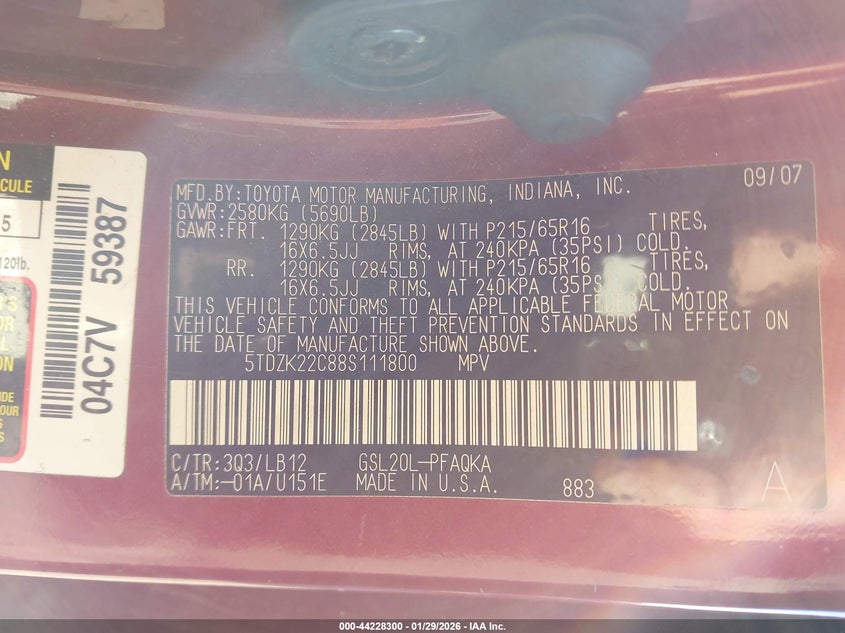 N
CULE
5
120lb.
04C7V 59387
MFD.BY:TOYOTA MOTOR MANUFACTURING, INDIANA, INC. 09/07
GVWR:2580KG (5690LB)
GAWR:FRT. 1290KG (2845LB) WITH P215/65R16 TIRES,
16X6.5JJ RIMS, AT 240KPA (35PSI) COLD.
RR. 1290KG (2845LB) WITH P215/65R16 TIRES,
16X6.5JJ RIMS, AT 240KPA (35PSI) COLD.
THIS VEHICLE CONFORMS TO ALL APPLICABLE FEDERAL MOTOR
VEHICLE SAFETY AND THEFT PREVENTION STANDARDS IN EFFECT ON
THE DATE OF MANUFACTURE SHOWN ABOVE.
5TDZK22C88S111800 MPV
C/TR:3Q3/LB12 GSL20L-PFAQKA
A/TM:-01A/U151E MADE IN U.S.A. 883 A
000-44228300 - 01/29/2026 - IAA Inc.